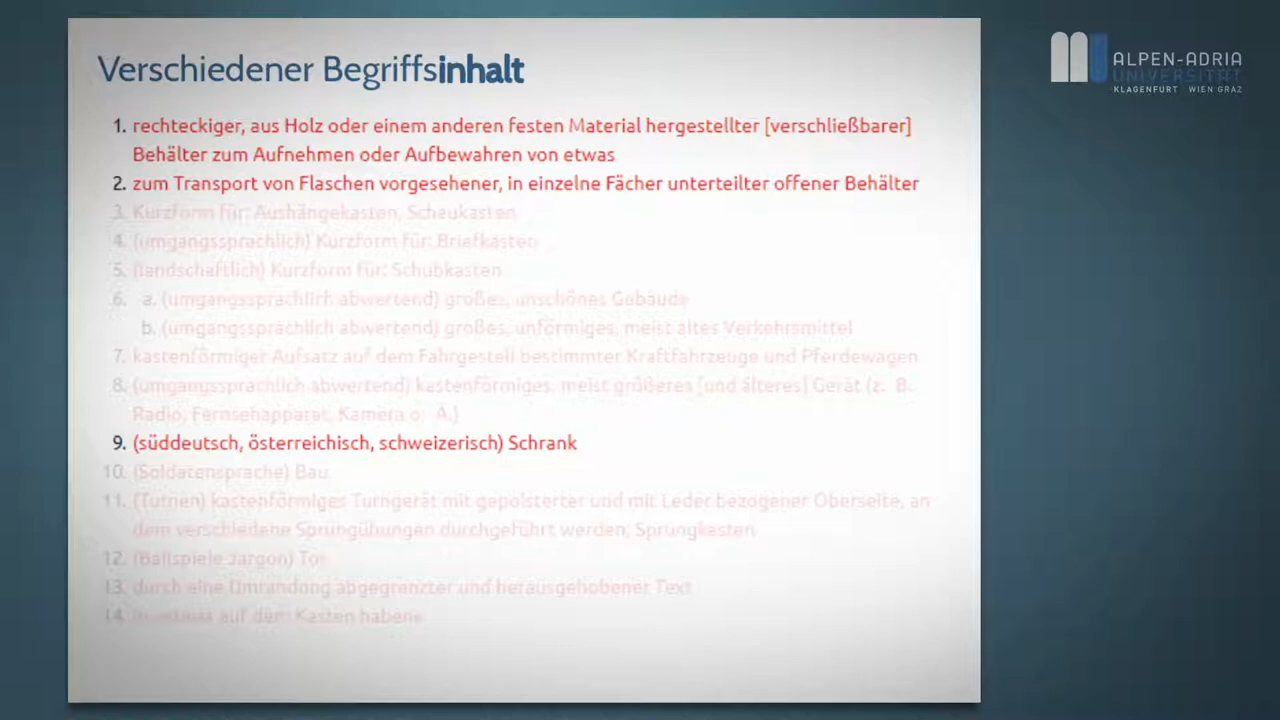 Verschiedener Begriffsinhalt
ALPEN-ADRIA
UNIVERSITÄT
KLAGENFURT WIEN GRAZ
1. rechteckiger, aus Holz oder einem anderen festen Material hergestellter [verschließbarer]
Behälter zum Aufnehmen oder Aufbewahren von etwas
2. zum Transport von Flaschen vorgesehener, in einzelne Fächer unterteilter offener Behälter
3. Kurzform für: Aushängekasten, Schaukasten
4. (umgangssprachlich) Kurzform für: Briefkasten
5. (landschaftlich) Kurzform für: Schubkasten
6. a. (umgangssprachlich abwertend) großes, unschönes Gebäude
b. (umgangssprachlich abwertend) großes, unförmiges, meist altes Verkehrsmittel
7. kastenförmiger Aufsatz auf dem Fahrgestell bestimmter Kraftfahrzeuge und Pferdewagen
8. (umgangssprachlich abwertend) kastenförmiges, meist größeres [und älteres] Gerät (z. B.
Radio, Fernsehapparat, Kamera o. Ä.)
9. (süddeutsch, österreichisch, schweizerisch) Schrank
10. (Soldatensprache) Bau
11. (Turnen) kastenförmiges Turngerät mit gepolsterter und mit Leder bezogener Oberseite, an
dem verschiedene Sprungübungen durchgeführt werden; Sprungkasten
12. (Ballspiele Jargon) Tor
13. durch eine Umrandung abgegrenzter und herausgehobener Text
14. auf dem Kasten haben